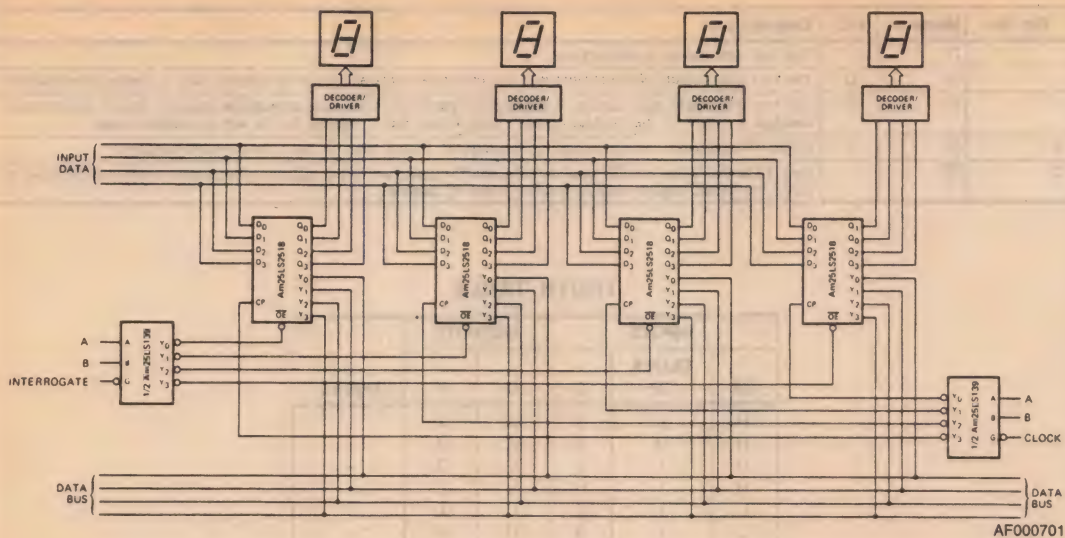 DECODER/
DRIVER
DECODER/
DRIVER
DECODER/
DRIVER
DECODER/
DRIVER
INPUT
DATA
D₀ Q₀
D₁ Q₁
D₂ Q₂
D₃ Q₃
Y₀
Y₁
CP Y₂
O̅E̅ Y₃
Am25LS2518
D₀ Q₀
D₁ Q₁
D₂ Q₂
D₃ Q₃
Y₀
Y₁
CP Y₂
O̅E̅ Y₃
Am25LS2518
D₀ Q₀
D₁ Q₁
D₂ Q₂
D₃ Q₃
Y₀
Y₁
CP Y₂
O̅E̅ Y₃
Am25LS2518
D₀ Q₁
D₁ Q₁
D₂ Q₂
D₃ Q₃
Y₀
Y₁
CP Y₂
O̅E̅ Y₃
Am25LS2518
A A Y₀
B B Y₁
Y₂
INTERROGATE G Y₃
1/2 Am25LS139
Y₀ A A
Y₁ B B
Y₂
Y₃ G CLOCK
1/2 Am25LS139
DATA
BUS
DATA
BUS
AF000701